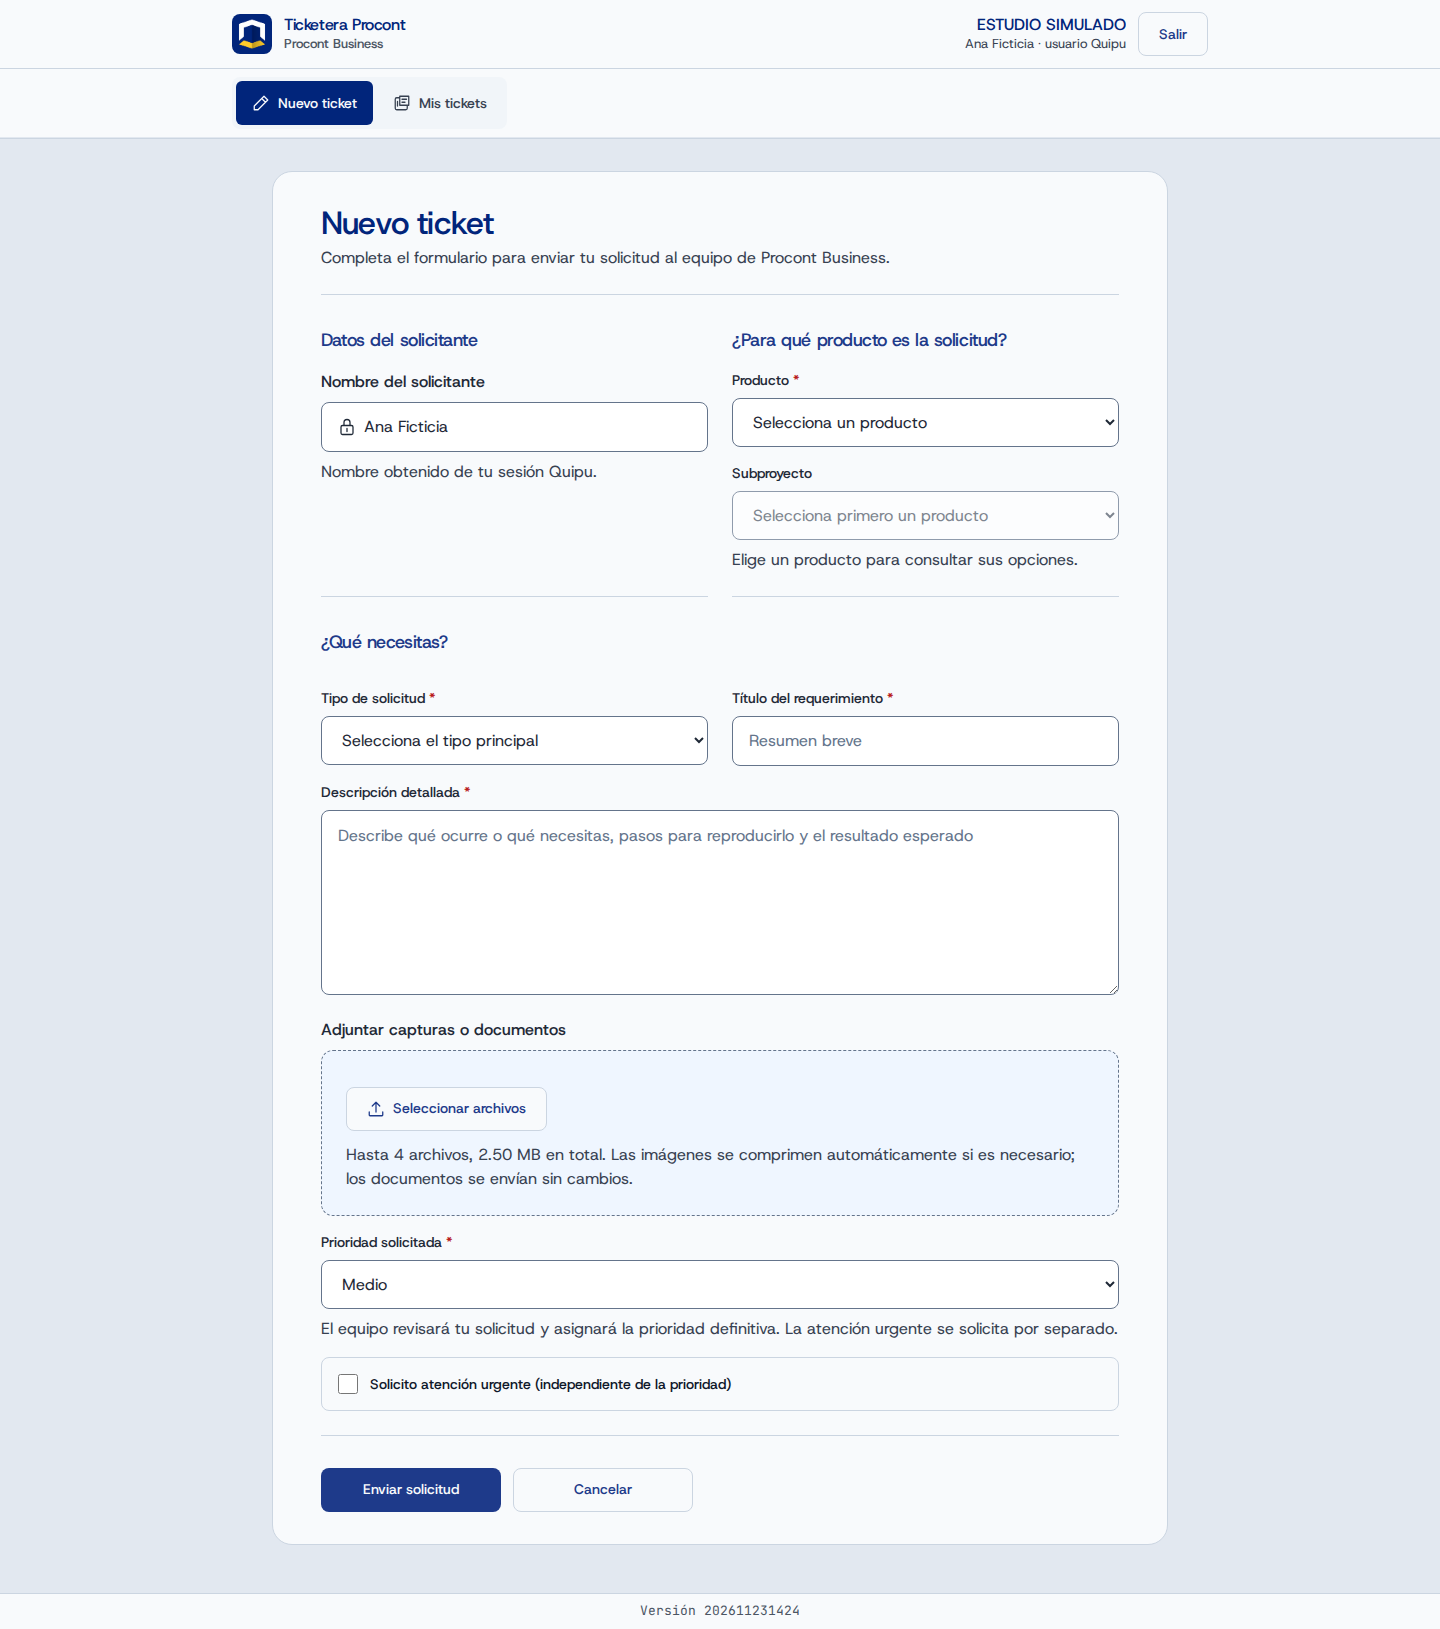 Ticketera Procont
Procont Business
ESTUDIO SIMULADO
Ana Ficticia · usuario Quipu
Salir
Nuevo ticket
Mis tickets
Nuevo ticket
Completa el formulario para enviar tu solicitud al equipo de Procont Business.
Datos del solicitante
Nombre del solicitante
Ana Ficticia
Nombre obtenido de tu sesión Quipu.
¿Para qué producto es la solicitud?
Producto *
Selecciona un producto
Subproyecto
Selecciona primero un producto
Elige un producto para consultar sus opciones.
¿Qué necesitas?
Tipo de solicitud *
Selecciona el tipo principal
Título del requerimiento *
Resumen breve
Descripción detallada *
Describe qué ocurre o qué necesitas, pasos para reproducirlo y el resultado esperado
Adjuntar capturas o documentos
Seleccionar archivos
Hasta 4 archivos, 2.50 MB en total. Las imágenes se comprimen automáticamente si es necesario;
los documentos se envían sin cambios.
Prioridad solicitada *
Medio
El equipo revisará tu solicitud y asignará la prioridad definitiva. La atención urgente se solicita por separado.
Solicito atención urgente (independiente de la prioridad)
Enviar solicitud
Cancelar
Versión 202611231424